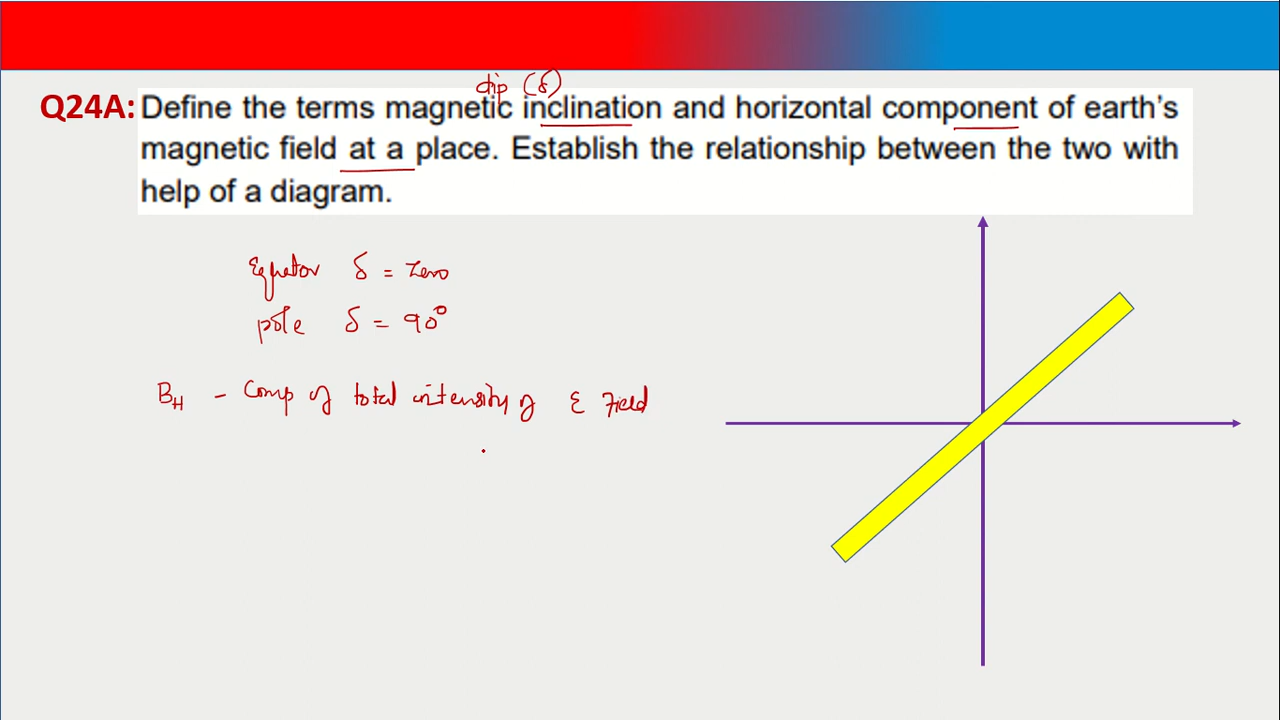 dip (δ)
Q24A: Define the terms magnetic inclination and horizontal component of earth's
magnetic field at a place. Establish the relationship between the two with
help of a diagram.
Equator δ = zero
pole δ = 90°
B_H - Comp of total intensity of E Field